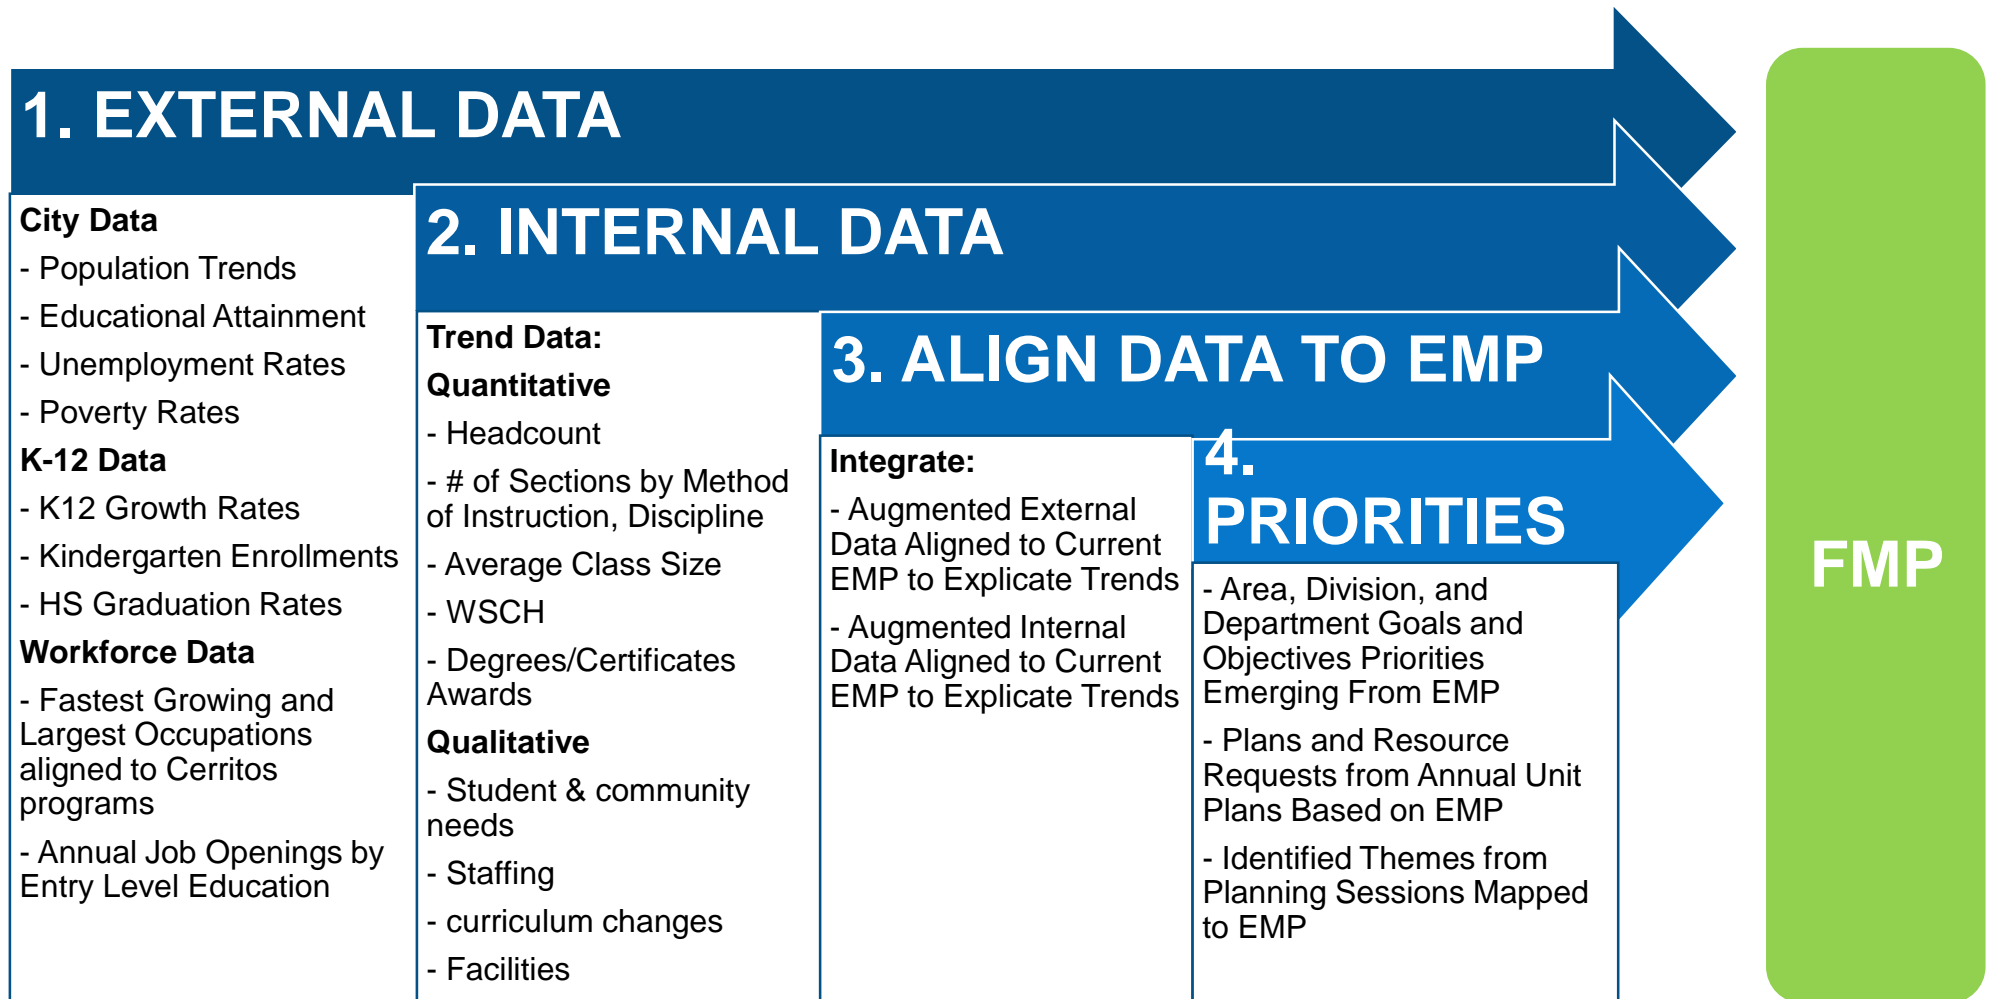 1. EXTERNAL DATA
City Data
- Population Trends
- Educational Attainment
- Unemployment Rates
- Poverty Rates
K-12 Data
- K12 Growth Rates
- Kindergarten Enrollments
- HS Graduation Rates
Workforce Data
- Fastest Growing and
Largest Occupations
aligned to Cerritos
programs
- Annual Job Openings by
Entry Level Education
2. INTERNAL DATA
Trend Data:
Quantitative
- Headcount
- # of Sections by Method
of Instruction, Discipline
- Average Class Size
- WSCH
- Degrees/Certificates
Awards
Qualitative
- Student & community
needs
- Staffing
- curriculum changes
- Facilities
3. ALIGN DATA TO EMP
Integrate:
- Augmented External
Data Aligned to Current
EMP to Explicate Trends
- Augmented Internal
Data Aligned to Current
EMP to Explicate Trends
4.
PRIORITIES
- Area, Division, and
Department Goals and
Objectives Priorities
Emerging From EMP
- Plans and Resource
Requests from Annual Unit
Plans Based on EMP
- Identified Themes from
Planning Sessions Mapped
to EMP
FMP